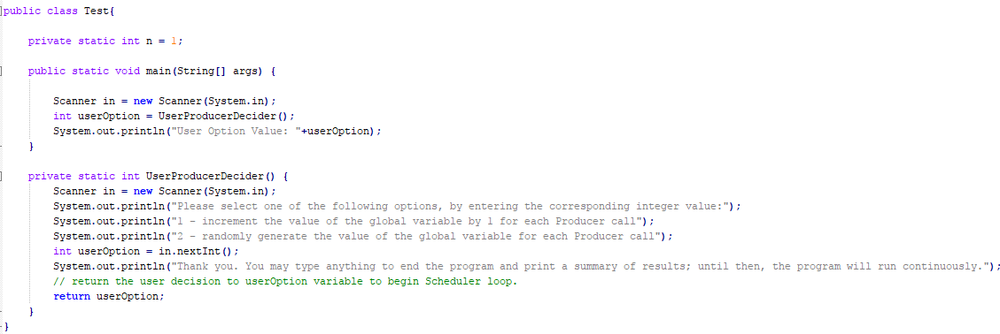 public class Test{
private static int n = 1;
public static void main(String[] args) {
Scanner in = new Scanner(System.in);
int userOption = UserProducerDecider();
System.out.println("User Option Value: "+userOption);
}
private static int UserProducerDecider() {
Scanner in = new Scanner(System.in);
System.out.println("Please select one of the following options, by entering the corresponding integer value:");
System.out.println("1 - increment the value of the global variable by 1 for each Producer call");
System.out.println("2 - randomly generate the value of the global variable for each Producer call");
int userOption = in.nextInt();
System.out.println("Thank you. You may type anything to end the program and print a summary of results; until then, the program will run continuously.");
// return the user decision to userOption variable to begin Scheduler loop.
return userOption;
}
}